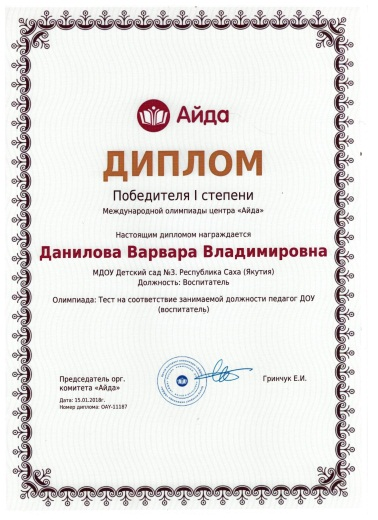 Айда
ДИПЛОМ
Победителя I степени
Международной олимпиады центра «Айда»
Настоящим дипломом награждается
Данилова Варвара Владимировна
МДОУ Детский сад №3. Республика Саха (Якутия)
Должность: Воспитатель
Олимпиада: Тест на соответствие занимаемой должности педагог ДОУ
(воспитатель)
Председатель орг.
комитета «Айда»
Гринчук Е.И.
Дата: 15.01.2018г.
Номер диплома: ОАУ-11187